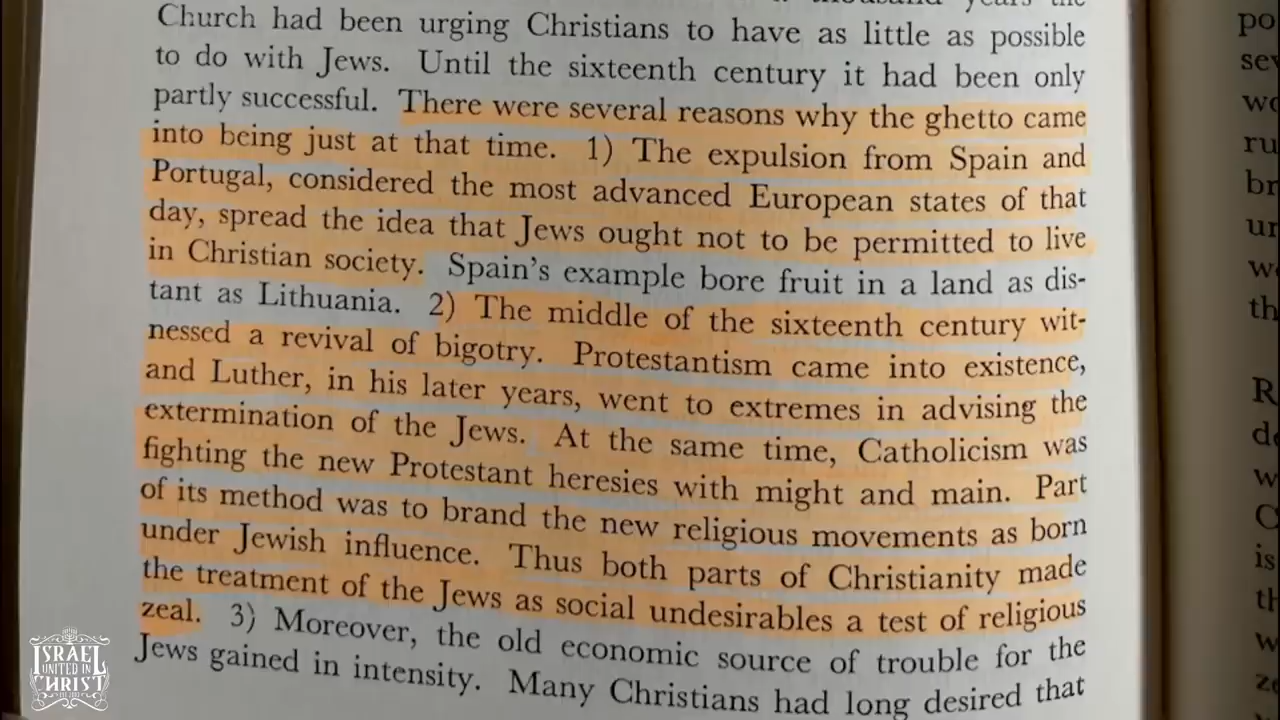 years the
Church had been urging Christians to have as little as possible
to do with Jews. Until the sixteenth century it had been only
partly successful. There were several reasons why the ghetto came
into being just at that time. 1) The expulsion from Spain and
Portugal, considered the most advanced European states of that
day, spread the idea that Jews ought not to be permitted to live
in Christian society. Spain's example bore fruit in a land as dis-
tant as Lithuania. 2) The middle of the sixteenth century wit-
nessed a revival of bigotry. Protestantism came into existence,
and Luther, in his later years, went to extremes in advising the
extermination of the Jews. At the same time, Catholicism was
fighting the new Protestant heresies with might and main. Part
of its method was to brand the new religious movements as born
under Jewish influence. Thus both parts of Christianity made
the treatment of the Jews as social undesirables a test of religious
zeal. 3) Moreover, the old economic source of trouble for the
Jews gained in intensity. Many Christians had long desired that
ISRAEL
UNITED IN
CHRIST